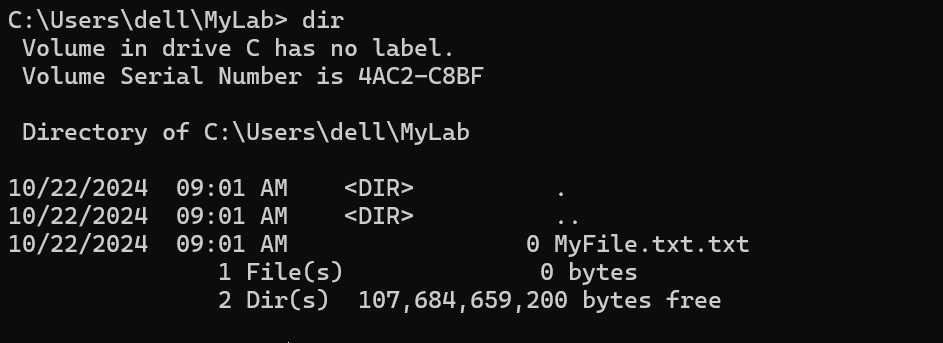 C:\Users\dell\MyLab> dir
 Volume in drive C has no label.
 Volume Serial Number is 4AC2-C8BF

 Directory of C:\Users\dell\MyLab

10/22/2024  09:01 AM    <DIR>          .
10/22/2024  09:01 AM    <DIR>          ..
10/22/2024  09:01 AM                 0 MyFile.txt.txt
               1 File(s)              0 bytes
               2 Dir(s)  107,684,659,200 bytes free